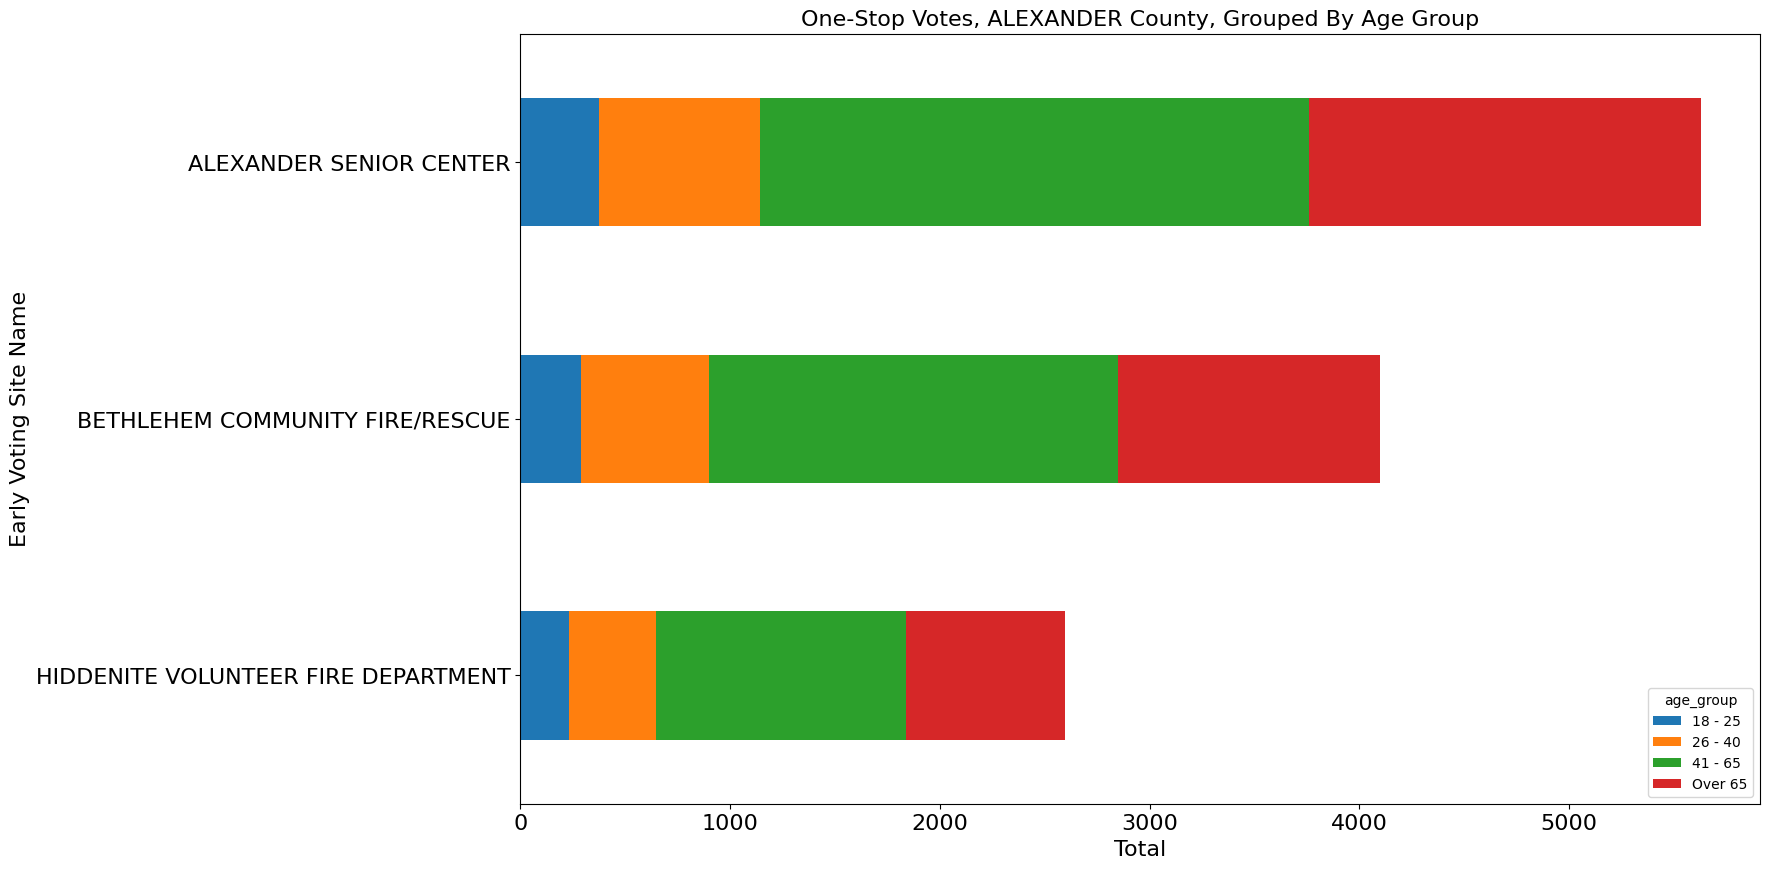 One-Stop Votes, ALEXANDER County, Grouped By Age Group
Early Voting Site Name
ALEXANDER SENIOR CENTER
BETHLEHEM COMMUNITY FIRE/RESCUE
HIDDENITE VOLUNTEER FIRE DEPARTMENT
age_group
18 - 25
26 - 40
41 - 65
Over 65
0 1000 2000 3000 4000 5000
Total